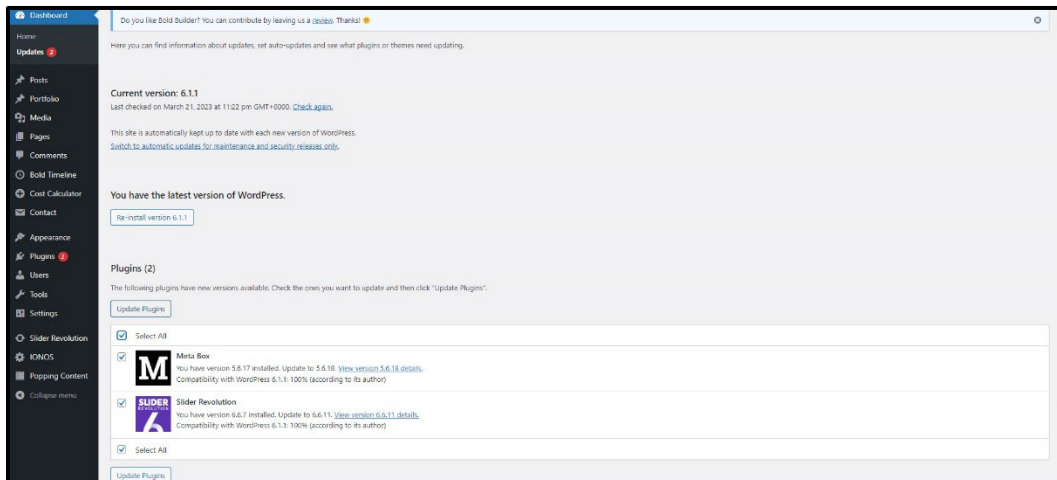 Dashboard
Home
Updates 2
Posts
Portfolio
Media
Pages
Comments
Bold Timeline
Cost Calculator
Contact
Appearance
Plugins 2
Users
Tools
Settings
Slider Revolution
IONOS
Popping Content
Collapse menu
Do you like Bold Builder? You can contribute by leaving us a review. Thanks!
Here you can find information about updates, set auto-updates and see what plugins or themes need updating.
Current version: 6.1.1
Last checked on March 21, 2023 at 11:22 pm GMT+0000. Check again.
This site is automatically kept up to date with each new version of WordPress.
Switch to automatic updates for maintenance and security releases only.
You have the latest version of WordPress.
Re-install version 6.1.1
Plugins (2)
The following plugins have new versions available. Check the ones you want to update and then click "Update Plugins".
Update Plugins
Select All
M
Meta Box
You have version 5.6.17 installed. Update to 5.6.18. View version 5.6.18 details.
Compatibility with WordPress 6.1.1: 100% (according to its author)
SLIDER
REVOLUTION
6
Slider Revolution
You have version 6.6.7 installed. Update to 6.6.11. View version 6.6.11 details.
Compatibility with WordPress 6.1.1: 100% (according to its author)
Select All
Update Plugins